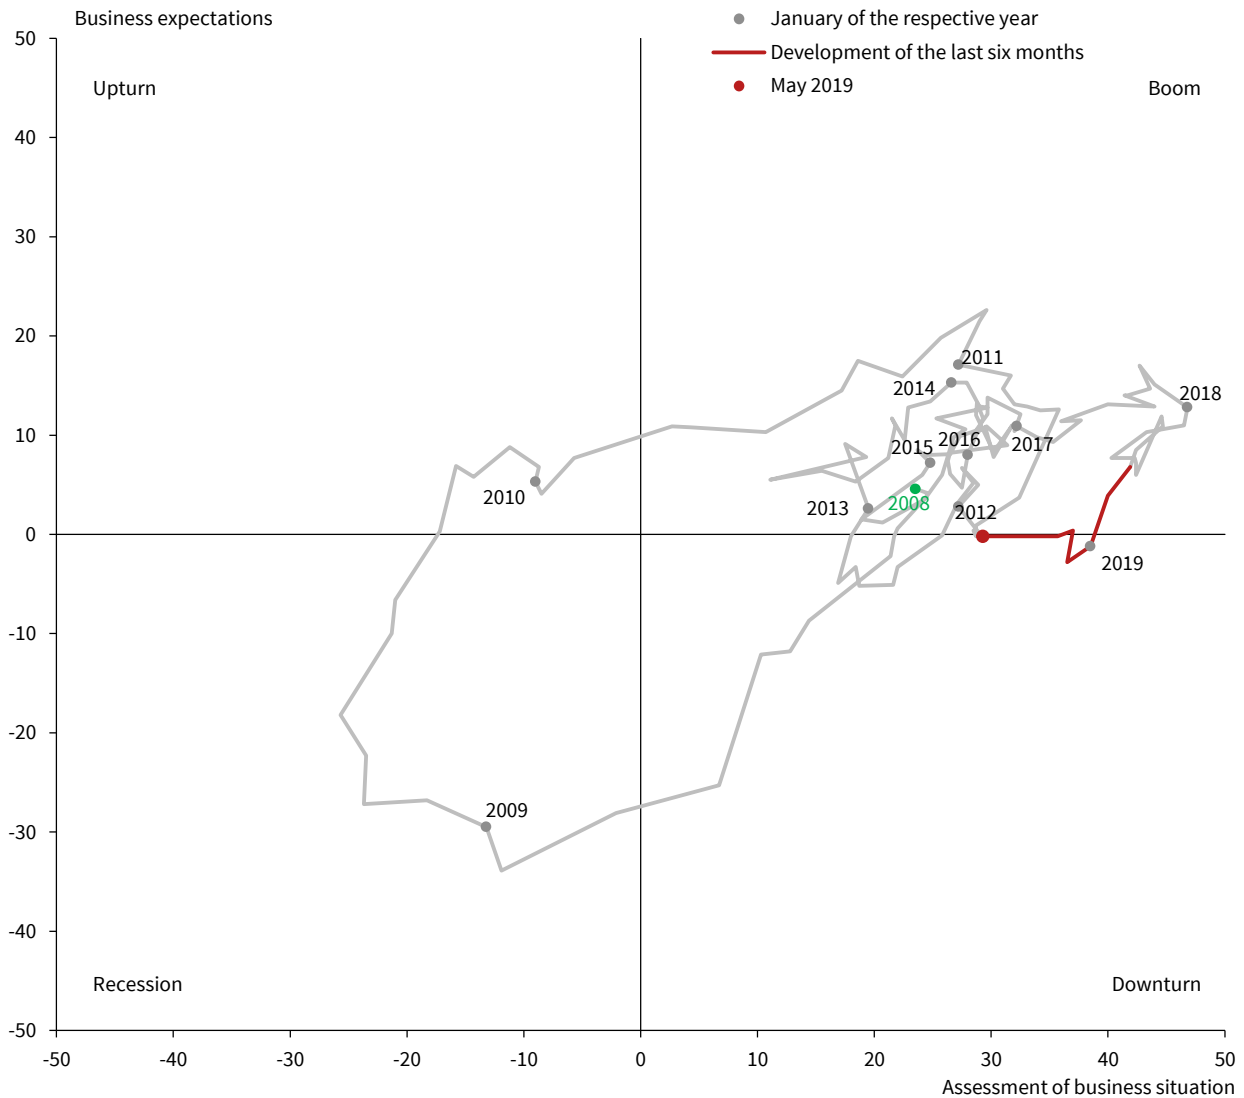 Business expectations
January of the respective year
50
Development of the last six months
Upturn
May 2019
Boom
40
30
20
2011
2014
2018
10
2015
2016
2017
2010
2013
2008
2012
0
2019
-10
-20
2009
-30
-40
Recession
Downturn
-50
-50 -40 -30 -20 -10 0 10 20 30 40 50
Assessment of business situation